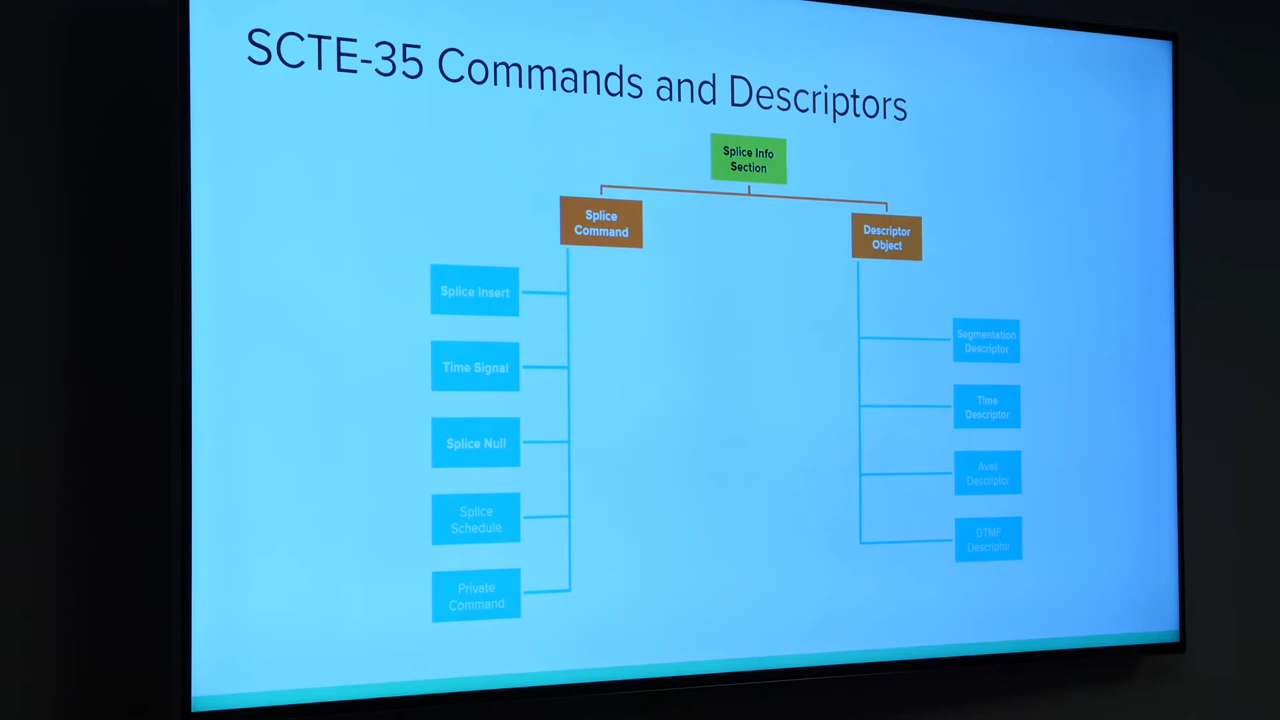 SCTE-35 Commands and Descriptors
Splice Info
Section
Splice
Command
Descriptor
Object
Splice Insert
Time Signal
Splice Null
Splice
Schedule
Private
Command
Segmentation
Descriptor
Time
Descriptor
Avail
Descriptor
DTMF
Descriptor